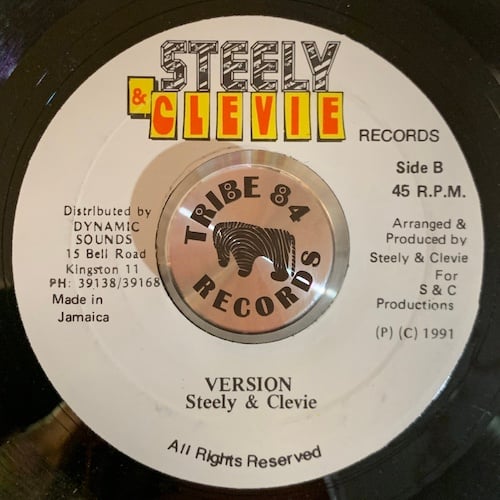 STEELY
& CLEVIE
RECORDS
Side B
45 R.P.M.
Distributed by
DYNAMIC
SOUNDS
15 Bell Road
Kingston 11
PH: 39138/39168
Made in
Jamaica
TRIBE 84
RECORDS
Arranged &
Produced by
Steely & Clevie
For
S & C
Productions
(P) (C) 1991
VERSION
Steely & Clevie
All Rights Reserved